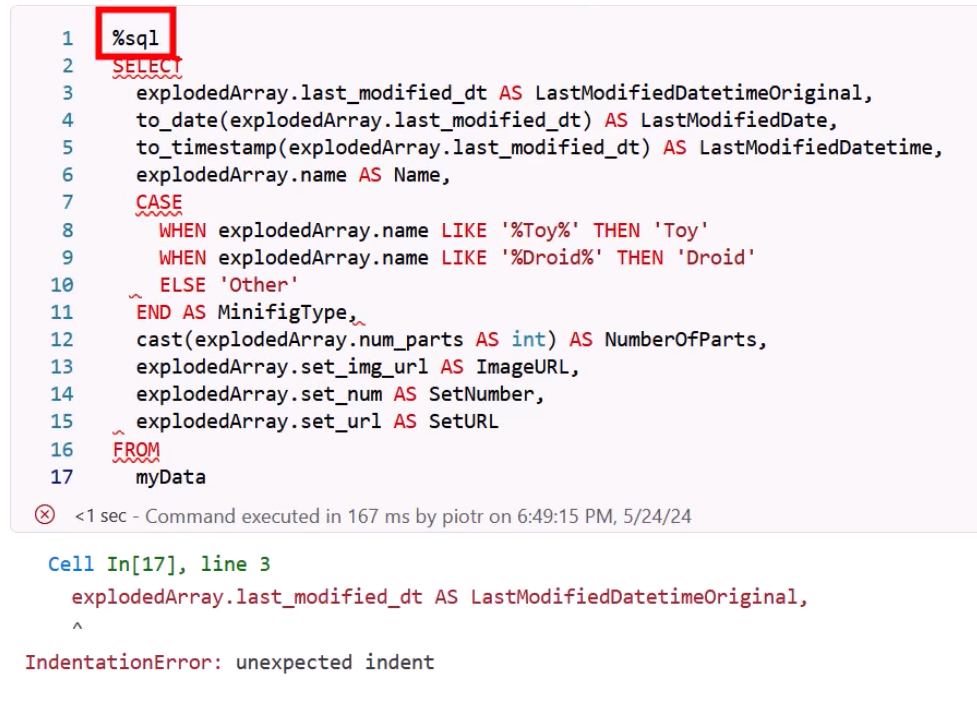 1 %sql
2 SELECT
3 explodedArray.last_modified_dt AS LastModifiedDatetimeOriginal,
4 to_date(explodedArray.last_modified_dt) AS LastModifiedDate,
5 to_timestamp(explodedArray.last_modified_dt) AS LastModifiedDatetime,
6 explodedArray.name AS Name,
7 CASE
8 WHEN explodedArray.name LIKE '%Toy%' THEN 'Toy'
9 WHEN explodedArray.name LIKE '%Droid%' THEN 'Droid'
10 ELSE 'Other'
11 END AS MinifigType,
12 cast(explodedArray.num_parts AS int) AS NumberOfParts,
13 explodedArray.set_img_url AS ImageURL,
14 explodedArray.set_num AS SetNumber,
15 explodedArray.set_url AS SetURL
16 FROM
17 myData
<1 sec - Command executed in 167 ms by piotr on 6:49:15 PM, 5/24/24
Cell In[17], line 3
explodedArray.last_modified_dt AS LastModifiedDatetimeOriginal,
^
IndentationError: unexpected indent